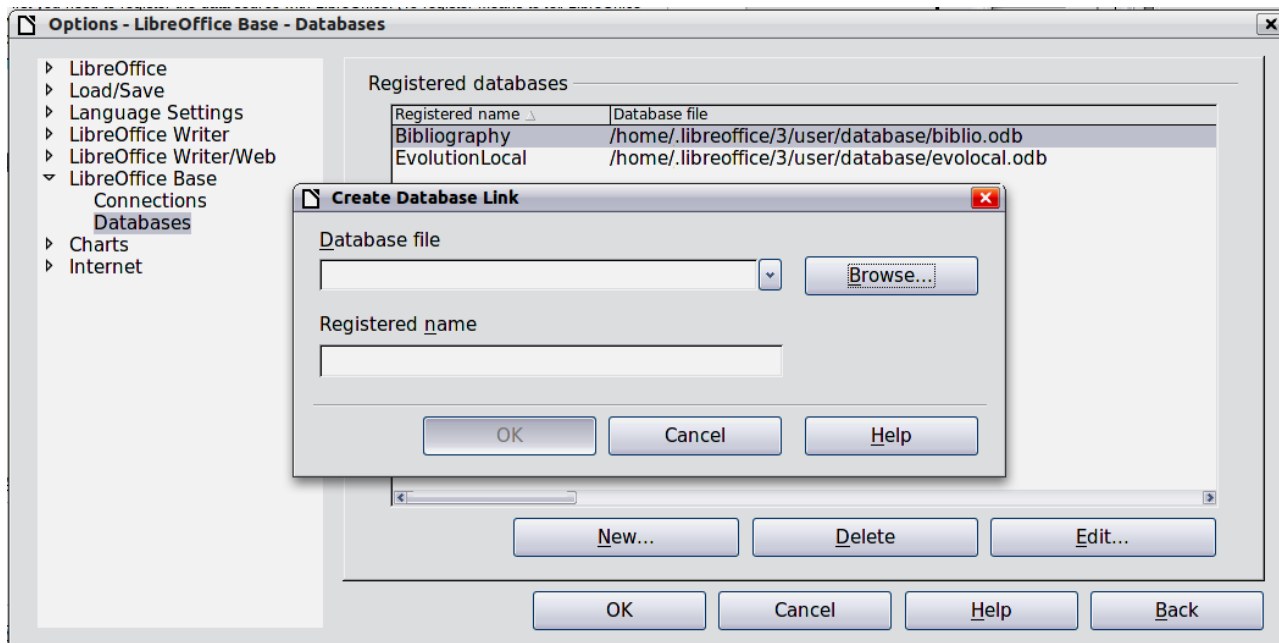 Options - LibreOffice Base - Databases
LibreOffice
Load/Save
Language Settings
LibreOffice Writer
LibreOffice Writer/Web
LibreOffice Base
Connections
Databases
Charts
Internet
Registered databases
Registered name Database file
Bibliography /home/.libreoffice/3/user/database/biblio.odb
EvolutionLocal /home/.libreoffice/3/user/database/evolocal.odb
Create Database Link
Database file
Browse...
Registered name
OK Cancel Help
New... Delete Edit...
OK Cancel Help Back